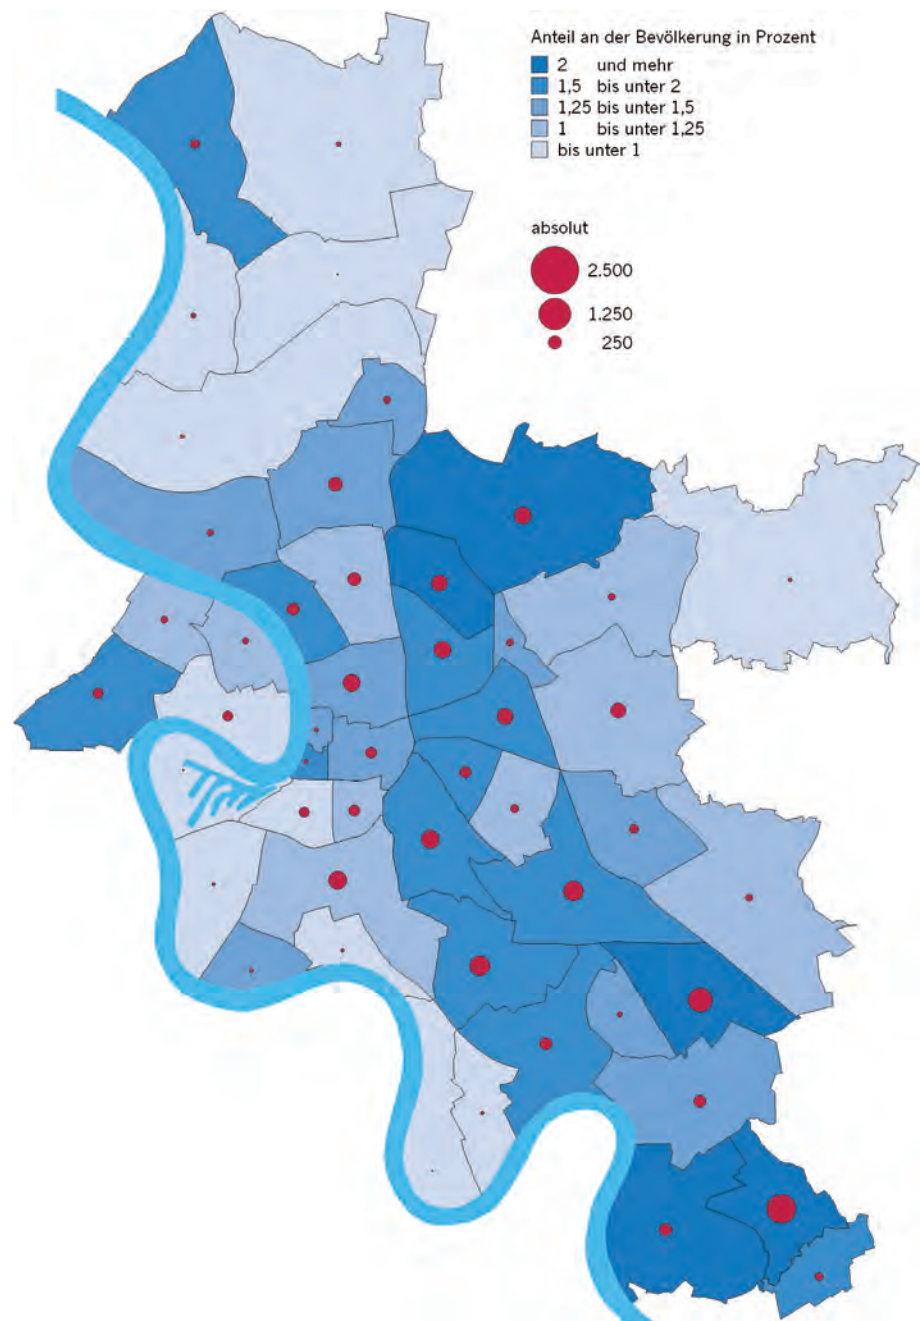 Anteil an der Bevölkerung in Prozent
2 und mehr
1,5 bis unter 2
1,25 bis unter 1,5
1 bis unter 1,25
bis unter 1
absolut
2.500
1.250
250